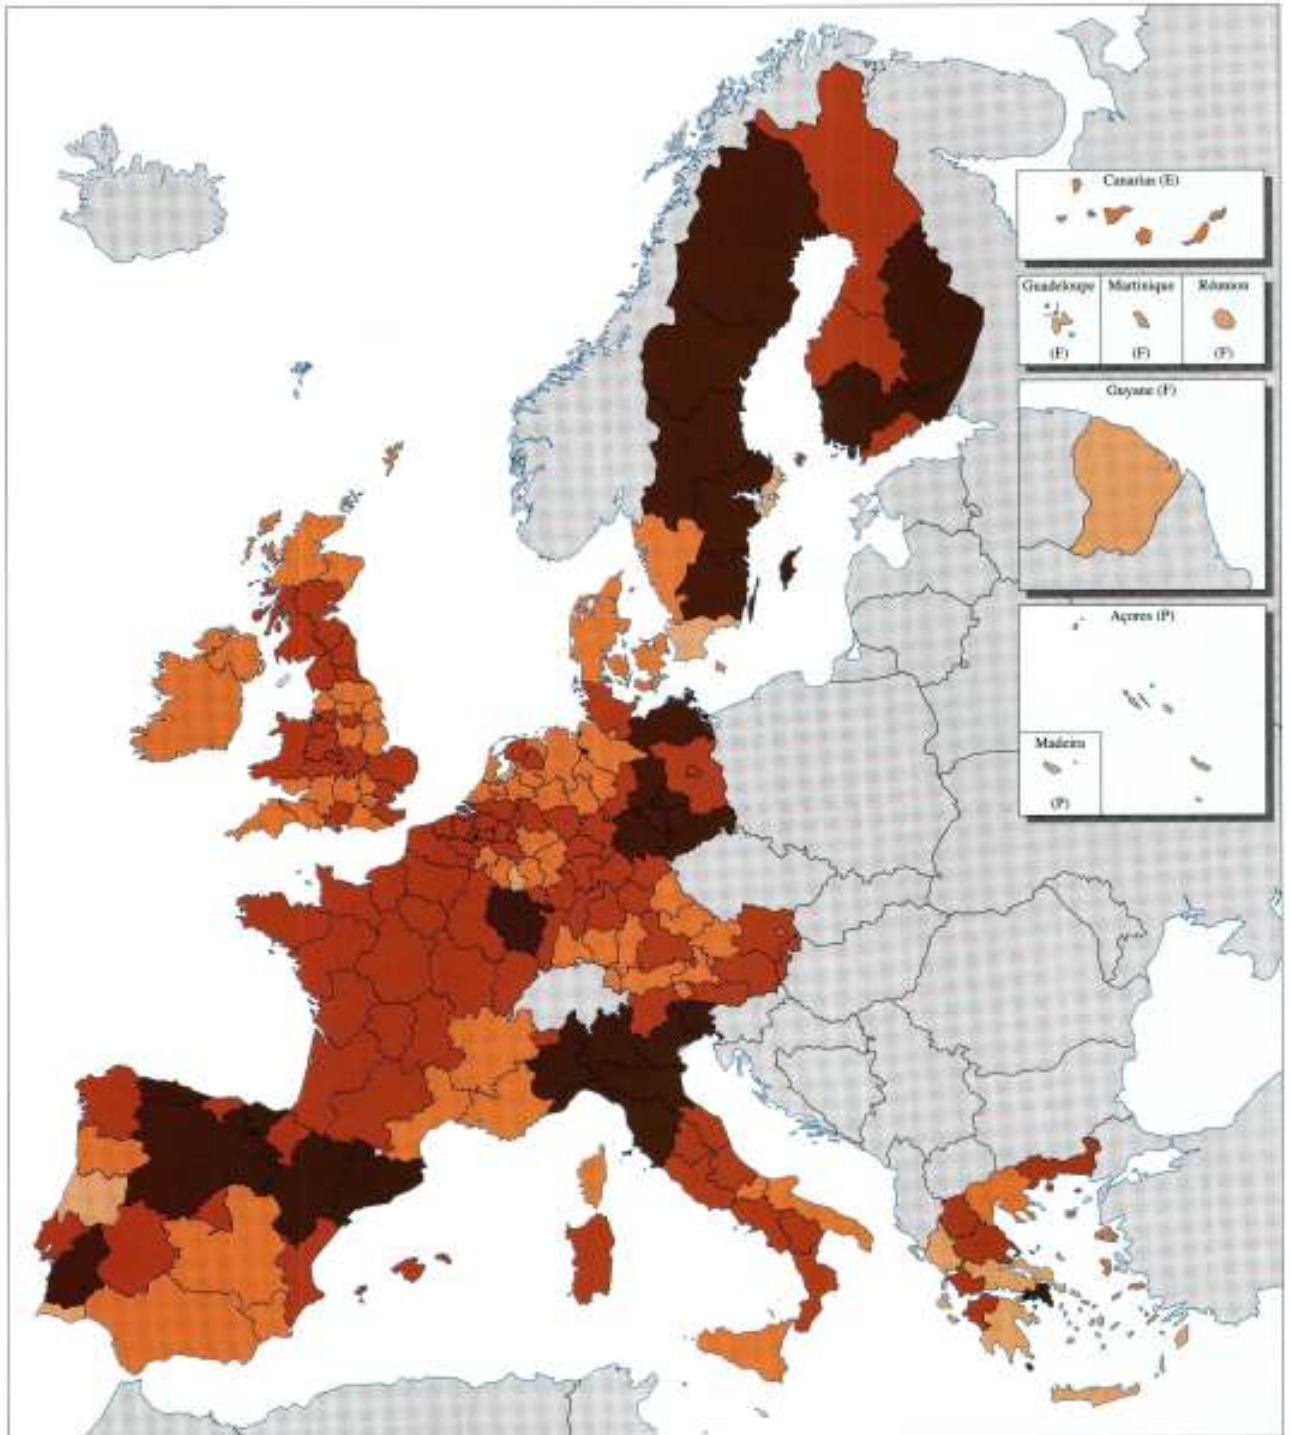 Canarias (E)
Guadeloupe
Martinique
Réunion
(F)
(F)
(F)
Guyane (F)
Açores (P)
Madeira
(P)